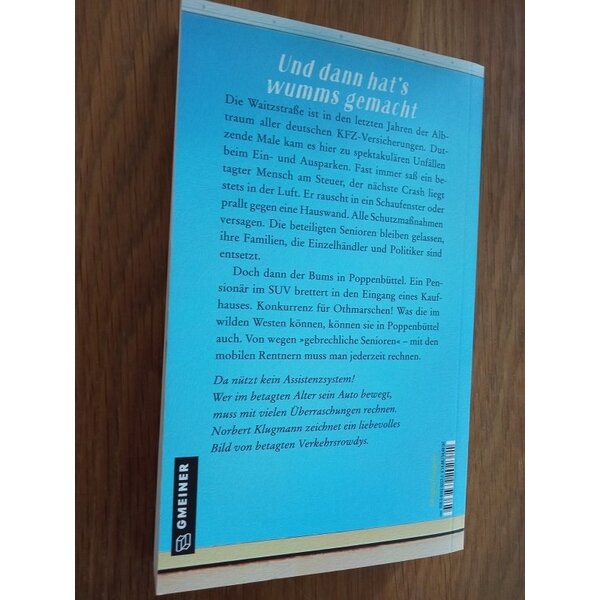 Und dann hat's
wumms gemacht
Die Waitzstraße ist in den letzten Jahren der Alb-
traum aller deutschen KFZ-Versicherungen. Dut-
zende Male kam es hier zu spektakulären Unfällen
beim Ein- und Ausparken. Fast immer saß ein be-
tagter Mensch am Steuer, der nächste Crash liegt
stets in der Luft. Er rauscht in ein Schaufenster oder
prallt gegen eine Hauswand. Alle Schutzmaßnahmen
versagen. Die beteiligten Senioren bleiben gelassen,
ihre Familien, die Einzelhändler und Politiker sind
entsetzt.
Doch dann der Bums in Poppenbüttel. Ein Pen-
sionär im SUV brettert in den Eingang eines Kauf-
hauses. Konkurrenz für Othmarschen! Was die im
wilden Westen können, können sie in Poppenbüttel
auch. Von wegen »gebrechliche Senioren« – mit den
mobilen Rentnern muss man jederzeit rechnen.
Da nützt kein Assistenzsystem!
Wer im betagten Alter sein Auto bewegt,
muss mit vielen Überraschungen rechnen.
Norbert Klugmann zeichnet ein liebevolles
Bild von betagten Verkehrsrowdys.
GMEINER